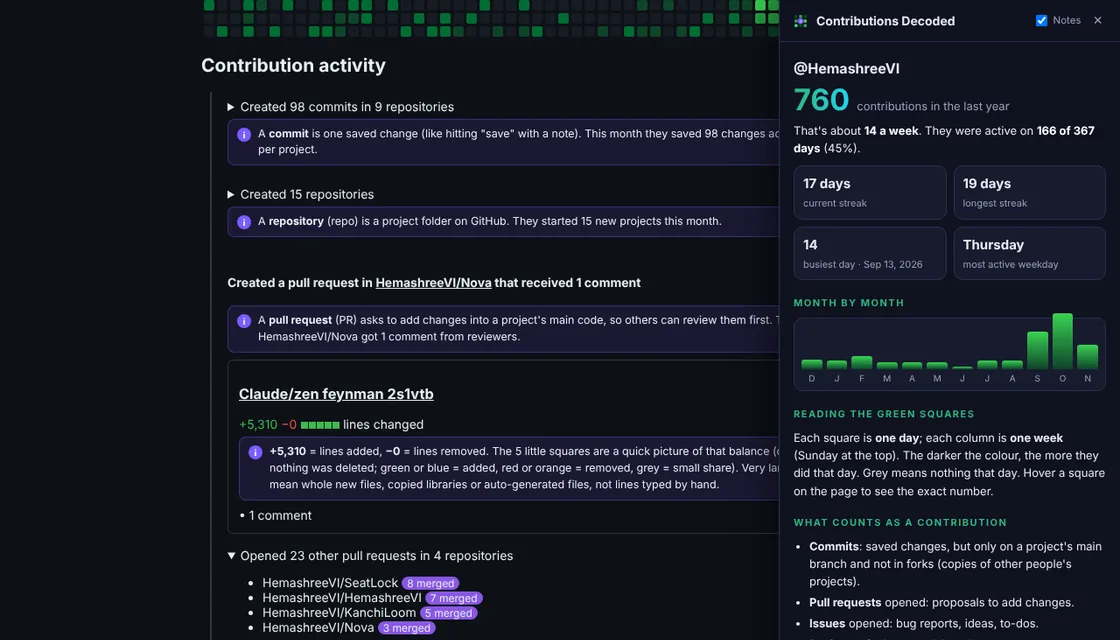 Contribution activity
Created 98 commits in 9 repositories
A commit is one saved change (like hitting "save" with a note). This month they saved 98 changes
per project.
Created 15 repositories
A repository (repo) is a project folder on GitHub. They started 15 new projects this month.
Created a pull request in HemashreeVI/Nova that received 1 comment
A pull request (PR) asks to add changes into a project's main code, so others can review them first.
HemashreeVI/Nova got 1 comment from reviewers.
Claude/zen feynman 2s1vtb
+5,310 −0 lines changed
+5,310 = lines added, −0 = lines removed. The 5 little squares are a quick picture of that balance
nothing was deleted; green or blue = added, red or orange = removed, grey = small share). Very
mean whole new files, copied libraries or auto-generated files, not lines typed by hand.
• 1 comment
Opened 23 other pull requests in 4 repositories
• HemashreeVI/SeatLock 8 merged
• HemashreeVI/HemashreeVI 7 merged
• HemashreeVI/KanchiLoom 5 merged
• HemashreeVI/Nova 3 merged
Contributions Decoded
Notes ×
@HemashreeVI
760 contributions in the last year
That's about 14 a week. They were active on 166 of 367
days (45%).
17 days
current streak
19 days
longest streak
14
busiest day · Sep 13, 2026
Thursday
most active weekday
MONTH BY MONTH
D J F M A M J J A S O N
READING THE GREEN SQUARES
Each square is one day; each column is one week
(Sunday at the top). The darker the colour, the more they
did that day. Grey means nothing that day. Hover a square
on the page to see the exact number.
WHAT COUNTS AS A CONTRIBUTION
• Commits: saved changes, but only on a project's main
branch and not in forks (copies of other people's
projects).
• Pull requests opened: proposals to add changes.
• Issues opened: bug reports, ideas, to-dos.